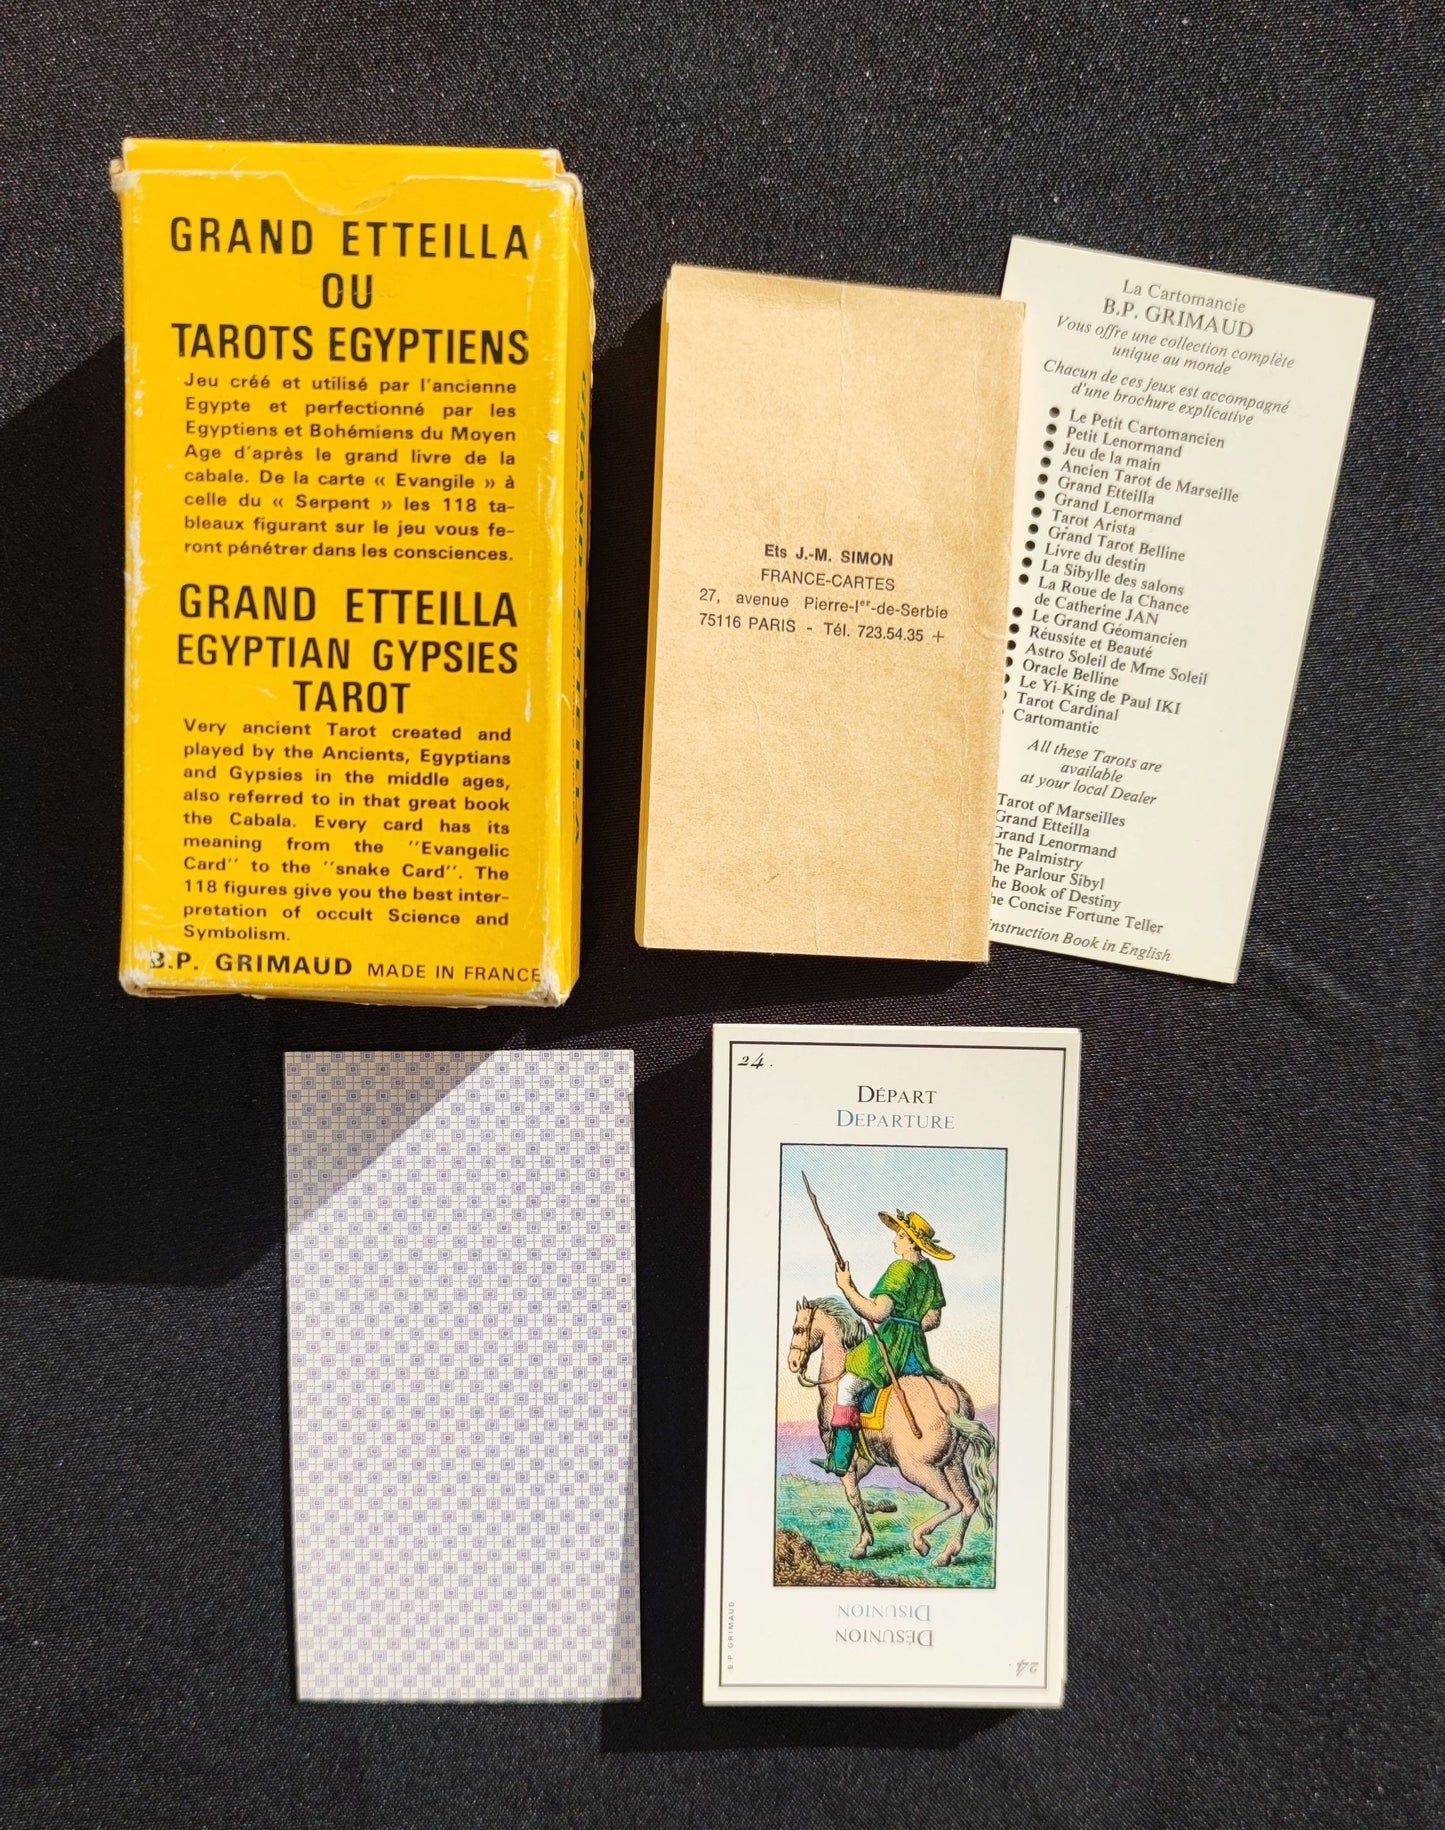 GRAND ETTEILLA
OU
TAROTS EGYPTIENS
Jeu créé et utilisé par l'ancienne
Egypte et perfectionné par les
Egyptiens et Bohémiens du Moyen
Age d'après le grand livre de la
cabale. De la carte « Evangile » à
celle du « Serpent » les 118 ta-
bleaux figurant sur le jeu vous fe-
ront pénétrer dans les consciences.
GRAND ETTEILLA
EGYPTIAN GYPSIES
TAROT
Very ancient Tarot created and
played by the Ancients, Egyptians
and Gypsies in the middle ages,
also referred to in that great book
the Cabala. Every card has its
meaning from the ''Evangelic
Card'' to the ''snake Card''. The
118 figures give you the best inter-
pretation of occult Science and
Symbolism.
B.P. GRIMAUD MADE IN FRANCE
Ets J.-M. SIMON
FRANCE-CARTES
27, avenue Pierre-Ier-de-Serbie
75116 PARIS - Tél. 723.54.35 +
La Cartomancie
B.P. GRIMAUD
Vous offre une collection complète
unique au monde
Chacun de ces jeux est accompagné
d'une brochure explicative
● Le Petit Cartomancien
● Petit Lenormand
● Jeu de la main
● Ancien Tarot de Marseille
● Grand Etteilla
● Grand Lenormand
● Tarot Arista
● Grand Tarot Belline
● Livre du destin
● La Sibylle des salons
● La Roue de la Chance
de Catherine JAN
● Le Grand Géomancien
● Réussite et Beauté
● Astro Soleil de Mme Soleil
● Oracle Belline
● Le Yi-King de Paul IKI
● Tarot Cardinal
Cartomantic
All these Tarots are
available
at your local Dealer
Tarot of Marseilles
Grand Etteilla
Grand Lenormand
The Palmistry
The Parlour Sibyl
he Book of Destiny
he Concise Fortune Teller
Instruction Book in English
24.
DÉPART
DEPARTURE
DISUNION
DÉSUNION
B.P. GRIMAUD
24.